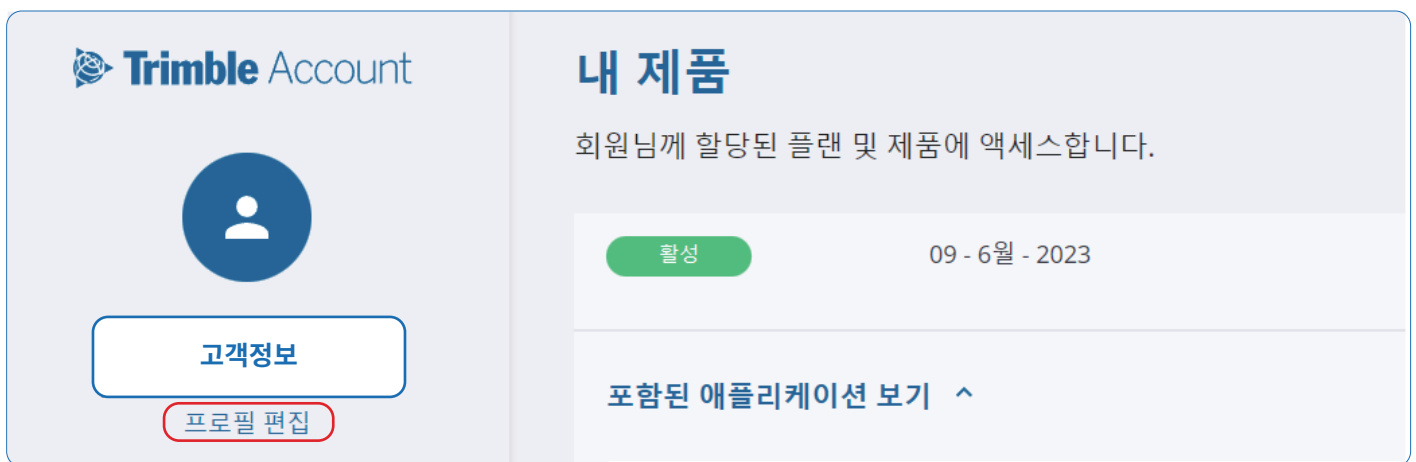 Trimble Account
고객정보
프로필 편집
내 제품
회원님께 할당된 플랜 및 제품에 액세스합니다.
활성
09 - 6월 - 2023
포함된 애플리케이션 보기